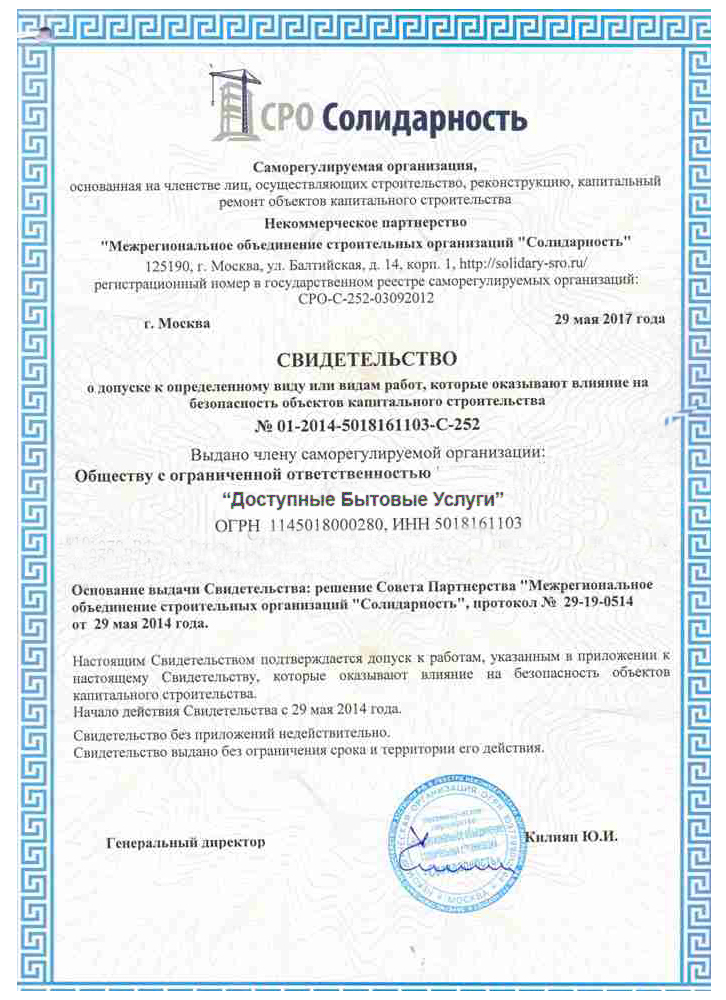 СРО Солидарность
Саморегулируемая организация,
основанная на членстве лиц, осуществляющих строительство, реконструкцию, капитальный
ремонт объектов капитального строительства
Некоммерческое партнерство
"Межрегиональное объединение строительных организаций "Солидарность"
125190, г. Москва, ул. Балтийская, д. 14, корп. 1, http://solidary-sro.ru/
регистрационный номер в государственном реестре саморегулируемых организаций:
СРО-С-252-03092012
г. Москва
29 мая 2017 года
СВИДЕТЕЛЬСТВО
о допуске к определенному виду или видам работ, которые оказывают влияние на
безопасность объектов капитального строительства
№ 01-2014-5018161103-С-252
Выдано члену саморегулируемой организации:
Обществу с ограниченной ответственностью
“Доступные Бытовые Услуги”
ОГРН 1145018000280, ИНН 5018161103
Основание выдачи Свидетельства: решение Совета Партнерства "Межрегиональное
объединение строительных организаций "Солидарность", протокол № 29-19-0514
от 29 мая 2014 года.
Настоящим Свидетельством подтверждается допуск к работам, указанным в приложении к
настоящему Свидетельству, которые оказывают влияние на безопасность объектов
капитального строительства.
Начало действия Свидетельства с 29 мая 2014 года.
Свидетельство без приложений недействительно.
Свидетельство выдано без ограничения срока и территории его действия.
Генеральный директор
Килиян Ю.И.
МОСКВА